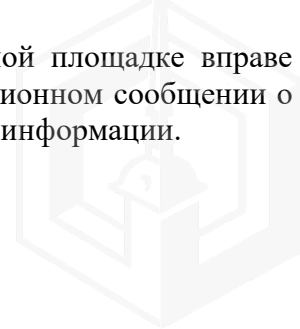 ой площадке вправе
ионном сообщении о
информации.